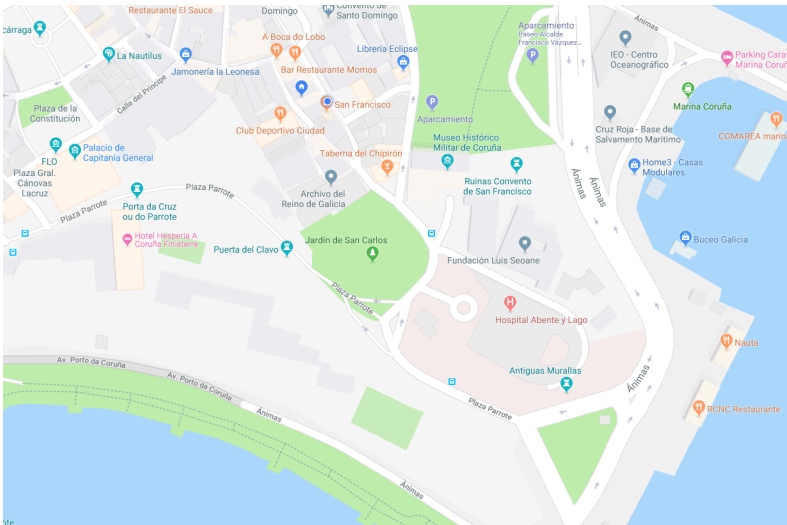 Restaurante El Sauce
Domingo
Convento de
Santo Domingo
Ánimas
cárraga
A Boca do Lobo
Aparcamiento
Paseo Alcalde
Francisco Vázquez...
La Nautilus
Librería Eclipse
IEO - Centro
Oceanográfico
Parking Cara
Marina Coruñ
Jamonería la Leonesa
Bar Restaurante Momos
Calle del Príncipe
Marina Coruña
Plaza de la
Constitución
San Francisco
Aparcamiento
Club Deportivo Ciudad
Museo Histórico
Militar de Coruña
Cruz Roja - Base de
Salvamento Maritimo
COMAREA marin
Palacio de
Capitanía General
Taberna del Chipirón
FLO
Plaza Gral.
Cánovas
Lacruz
Home3 - Casas
Modulares
Ruinas Convento
de San Francisco
Ánimas
Ánimas
Plaza Parrote
Archivo del
Reino de Galicia
Porta da Cruz
ou do Parrote
Plaza Parrote
Hotel Hesperia A
Coruña Finisterre
Puerta del Clavo
Jardín de San Carlos
Buceo Galicia
Fundación Luis Seoane
Plaza Parrote
Hospital Abente y Lago
Nauta
Av. Porto da Coruña
Av. Porto da Coruña
Antiguas Murallas
Ánimas
Plaza Parrote
RCNC Restaurante
Ánimas
Ánimas
rote